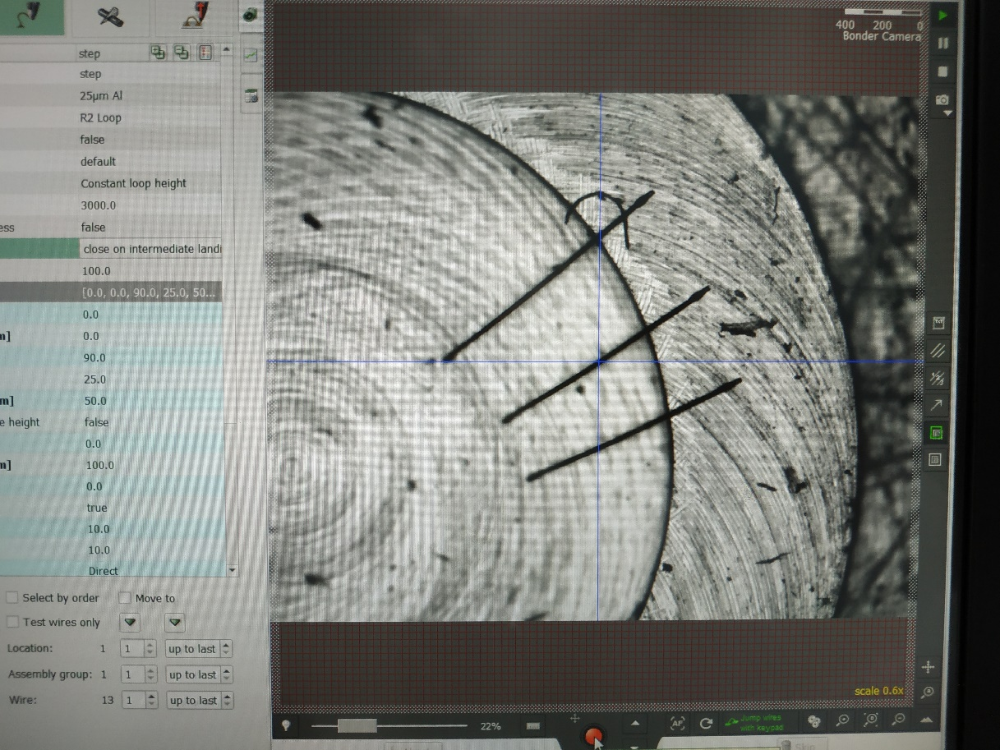 step
step
25µm Al
R2 Loop
false
default
Constant loop height
3000.0
ess false
close on intermediate landi
100.0
[0.0, 0.0, 90.0, 25.0, 50...
0.0
m] 0.0
90.0
25.0
m] 50.0
e height false
0.0
m] 100.0
0.0
true
10.0
10.0
Direct
Select by order Move to
Test wires only
Location: 1 1 up to last
Assembly group: 1 1 up to last
Wire: 13 1 up to last
400 200 0
Bonder Camera
scale 0.6x
22%
AF
Jump wires
with keypad
Skip